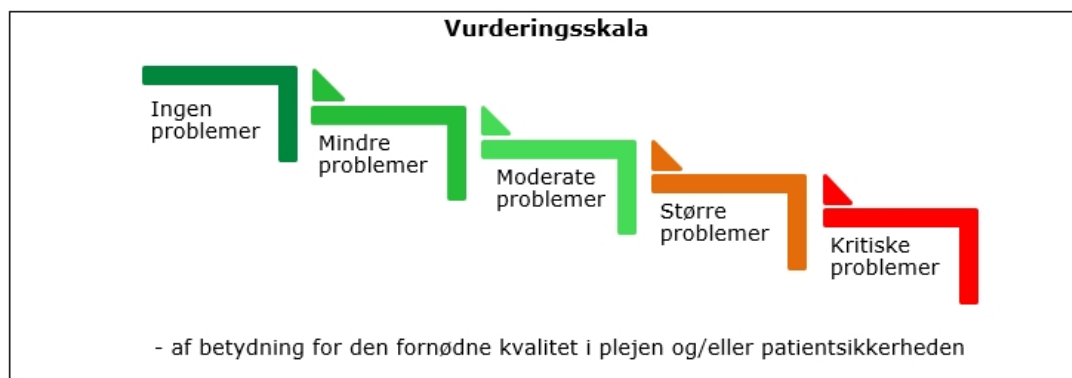 Vurderingsskala
Ingen
problemer
Mindre
problemer
Moderate
problemer
Større
problemer
Kritiske
problemer
- af betydning for den fornødne kvalitet i plejen og/eller patientsikkerheden